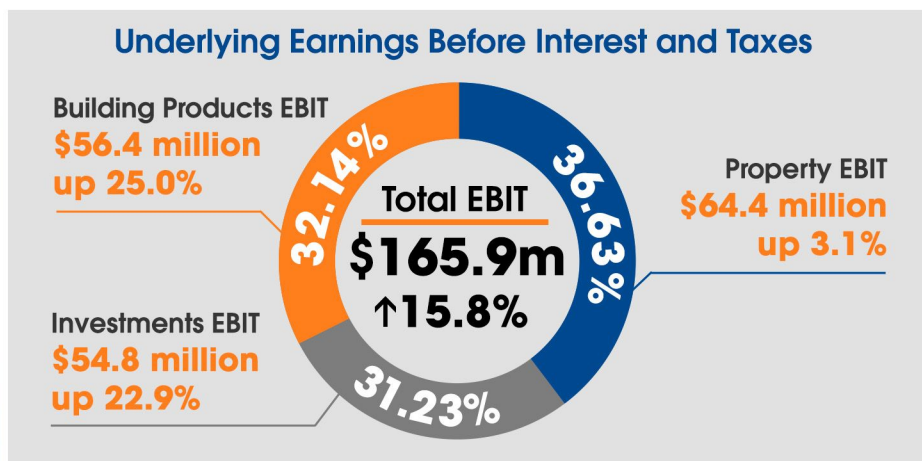 Underlying Earnings Before Interest and Taxes
Building Products EBIT
$56.4 million
up 25.0%
32.14%
36.63%
Total EBIT
$165.9m
↑15.8%
Property EBIT
$64.4 million
up 3.1%
Investments EBIT
$54.8 million
up 22.9%
31.23%